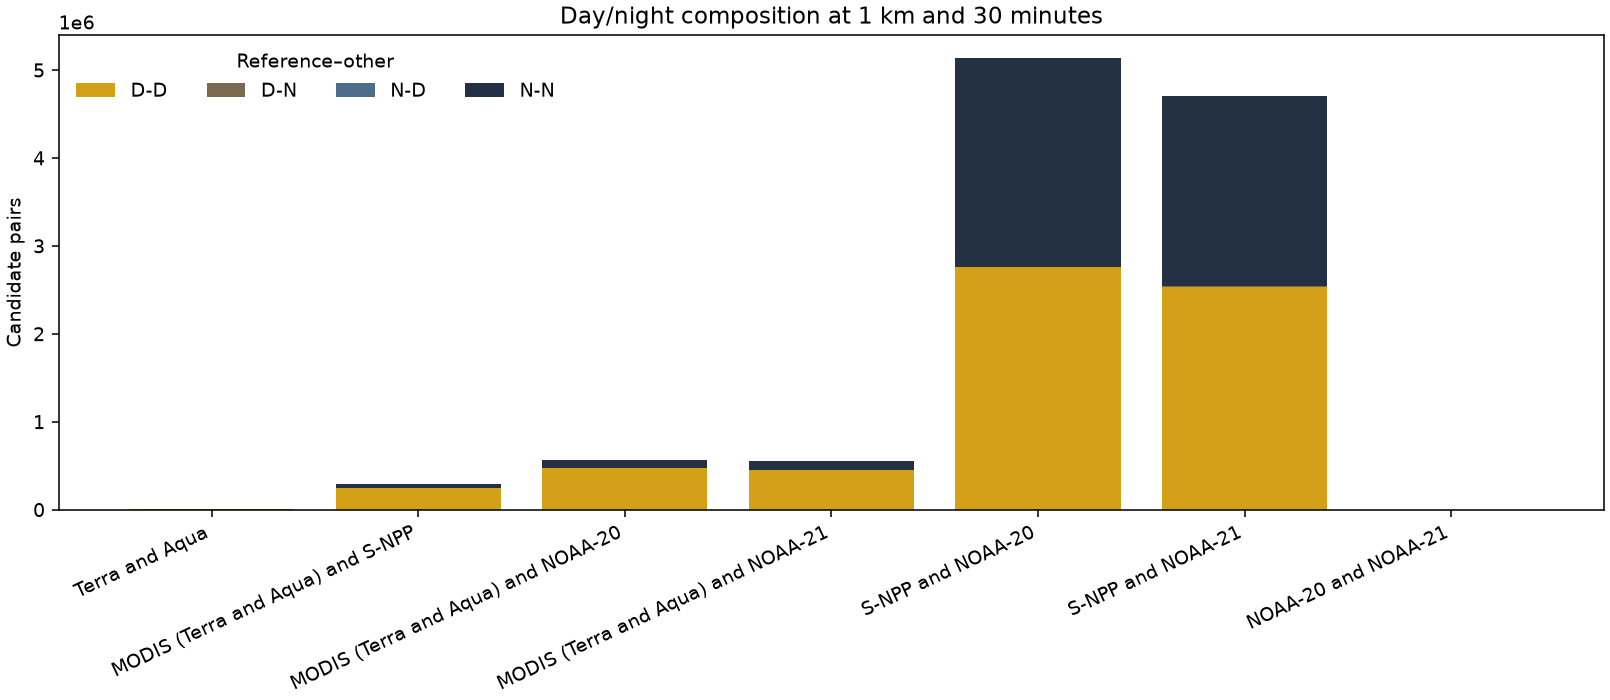 Day/night composition at 1 km and 30 minutes
1e6
Reference–other
D-D D-N N-D N-N
Candidate pairs
5
4
3
2
1
0
Terra and Aqua
MODIS (Terra and Aqua) and S-NPP
MODIS (Terra and Aqua) and NOAA-20
MODIS (Terra and Aqua) and NOAA-21
S-NPP and NOAA-20
S-NPP and NOAA-21
NOAA-20 and NOAA-21